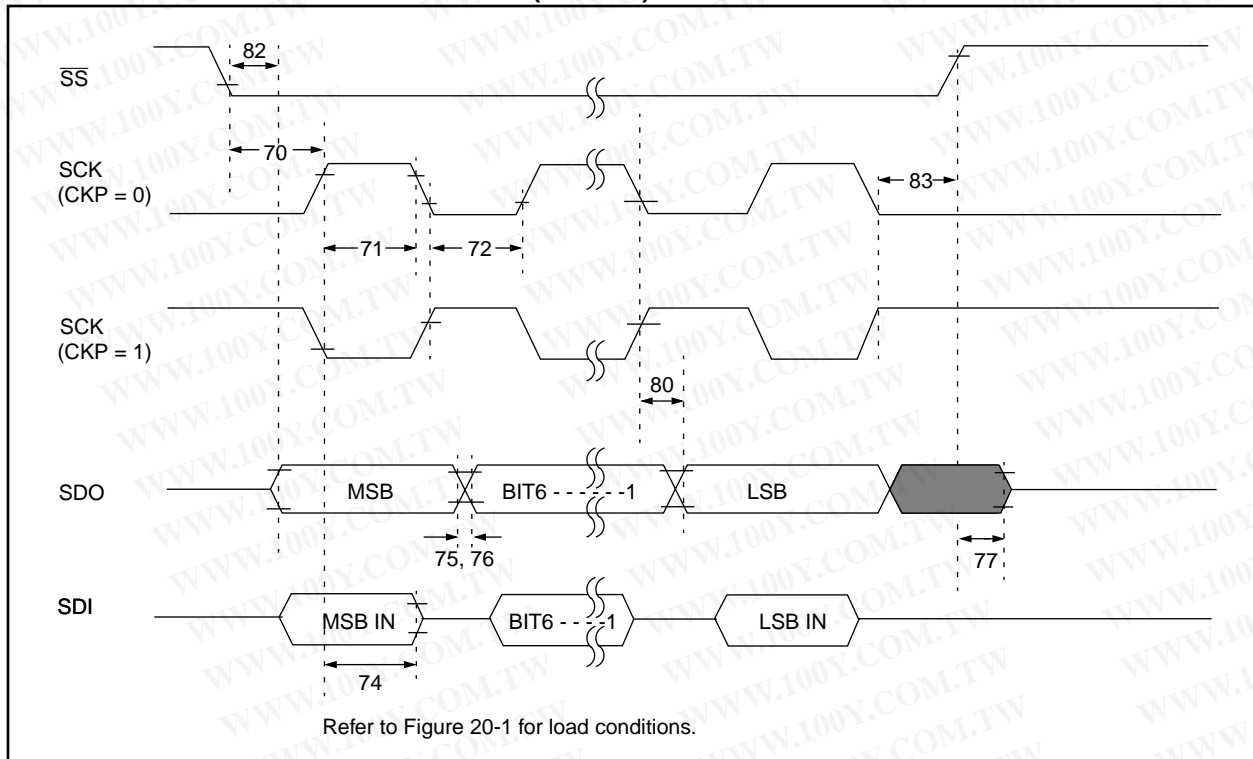 82
SS
70
SCK
(CKP = 0)
83
71
72
SCK
(CKP = 1)
80
SDO
MSB
BIT6 - - - - - -1
LSB
75, 76
77
SDI
MSB IN
BIT6 - - - -1
LSB IN
74
Refer to Figure 20-1 for load conditions.
WWW.100Y.COM.TW